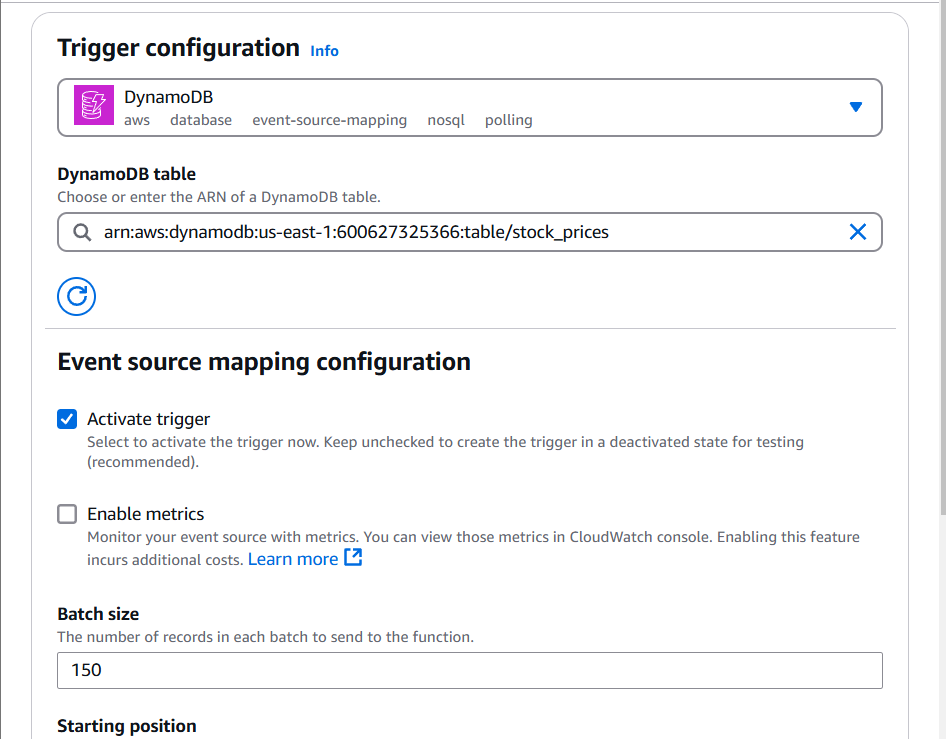 Trigger configuration Info
DynamoDB
aws database event-source-mapping nosql polling
DynamoDB table
Choose or enter the ARN of a DynamoDB table.
arn:aws:dynamodb:us-east-1:600627325366:table/stock_prices
Event source mapping configuration
Activate trigger
Select to activate the trigger now. Keep unchecked to create the trigger in a deactivated state for testing
(recommended).
Enable metrics
Monitor your event source with metrics. You can view those metrics in CloudWatch console. Enabling this feature
incurs additional costs. Learn more
Batch size
The number of records in each batch to send to the function.
150
Starting position